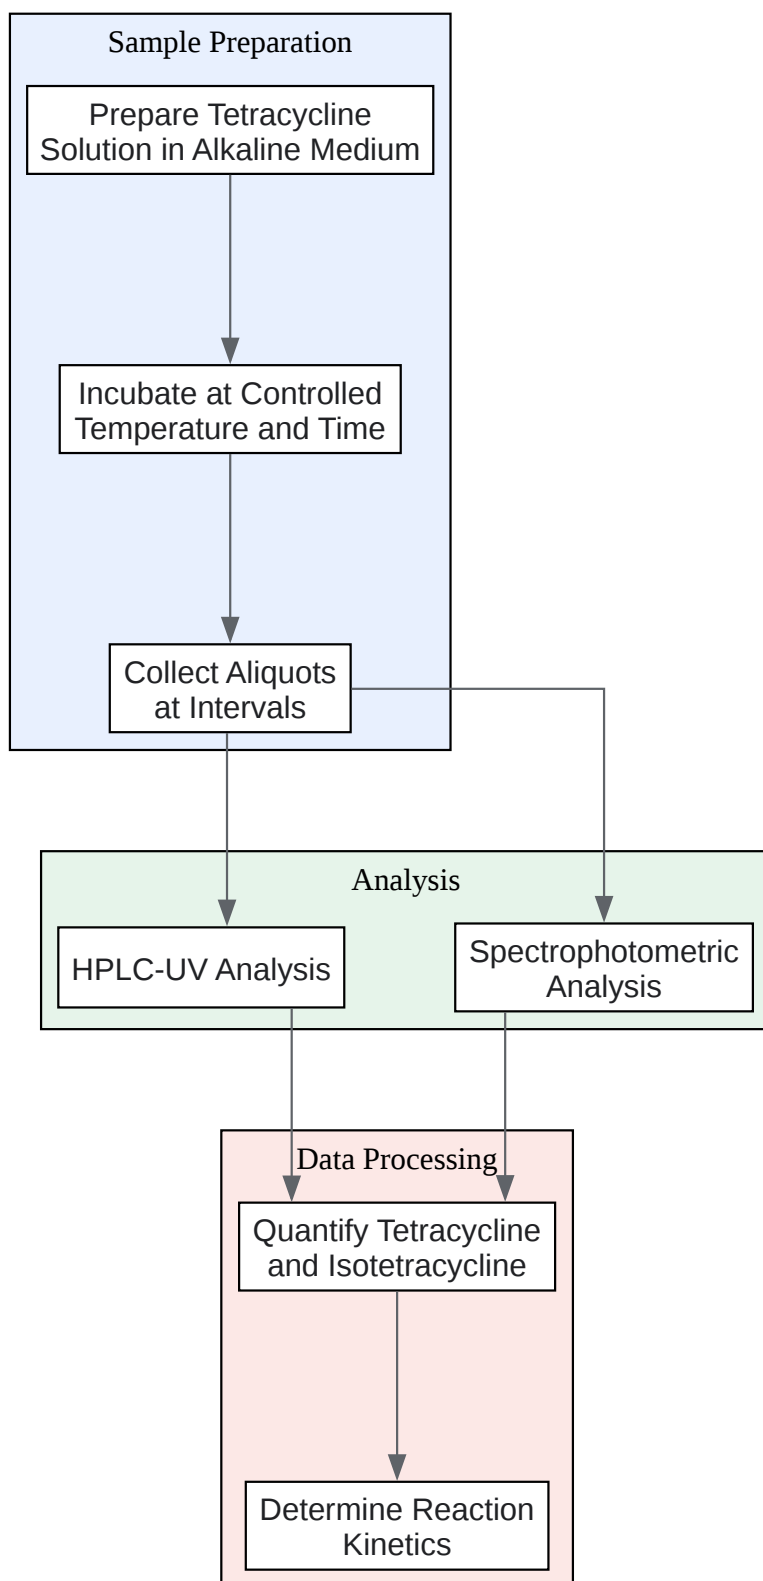 Sample Preparation
Prepare Tetracycline
Solution in Alkaline Medium
Incubate at Controlled
Temperature and Time
Collect Aliquots
at Intervals
Analysis
HPLC-UV Analysis
Spectrophotometric
Analysis
Data Processing
Quantify Tetracycline
and Isotetracycline
Determine Reaction
Kinetics